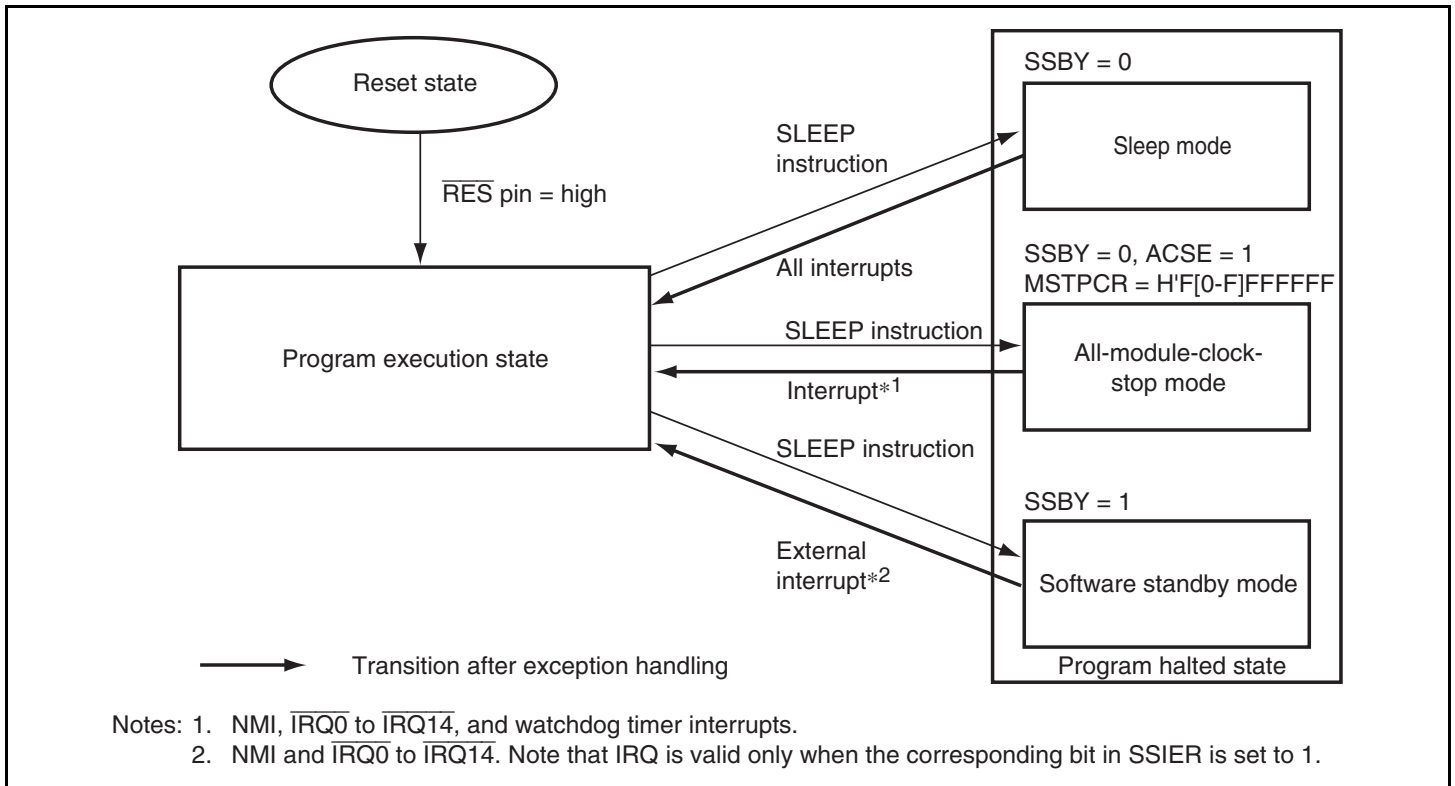 Reset state
RES pin = high
Program execution state
SLEEP
instruction
All interrupts
SLEEP instruction
Interrupt*1
SLEEP instruction
External
interrupt*2
SSBY = 0
Sleep mode
SSBY = 0, ACSE = 1
MSTPCR = H'F[0-F]FFFFFF
All-module-clock-
stop mode
SSBY = 1
Software standby mode
Program halted state
Transition after exception handling
Notes: 1. NMI, IRQ0 to IRQ14, and watchdog timer interrupts.
2. NMI and IRQ0 to IRQ14. Note that IRQ is valid only when the corresponding bit in SSIER is set to 1.